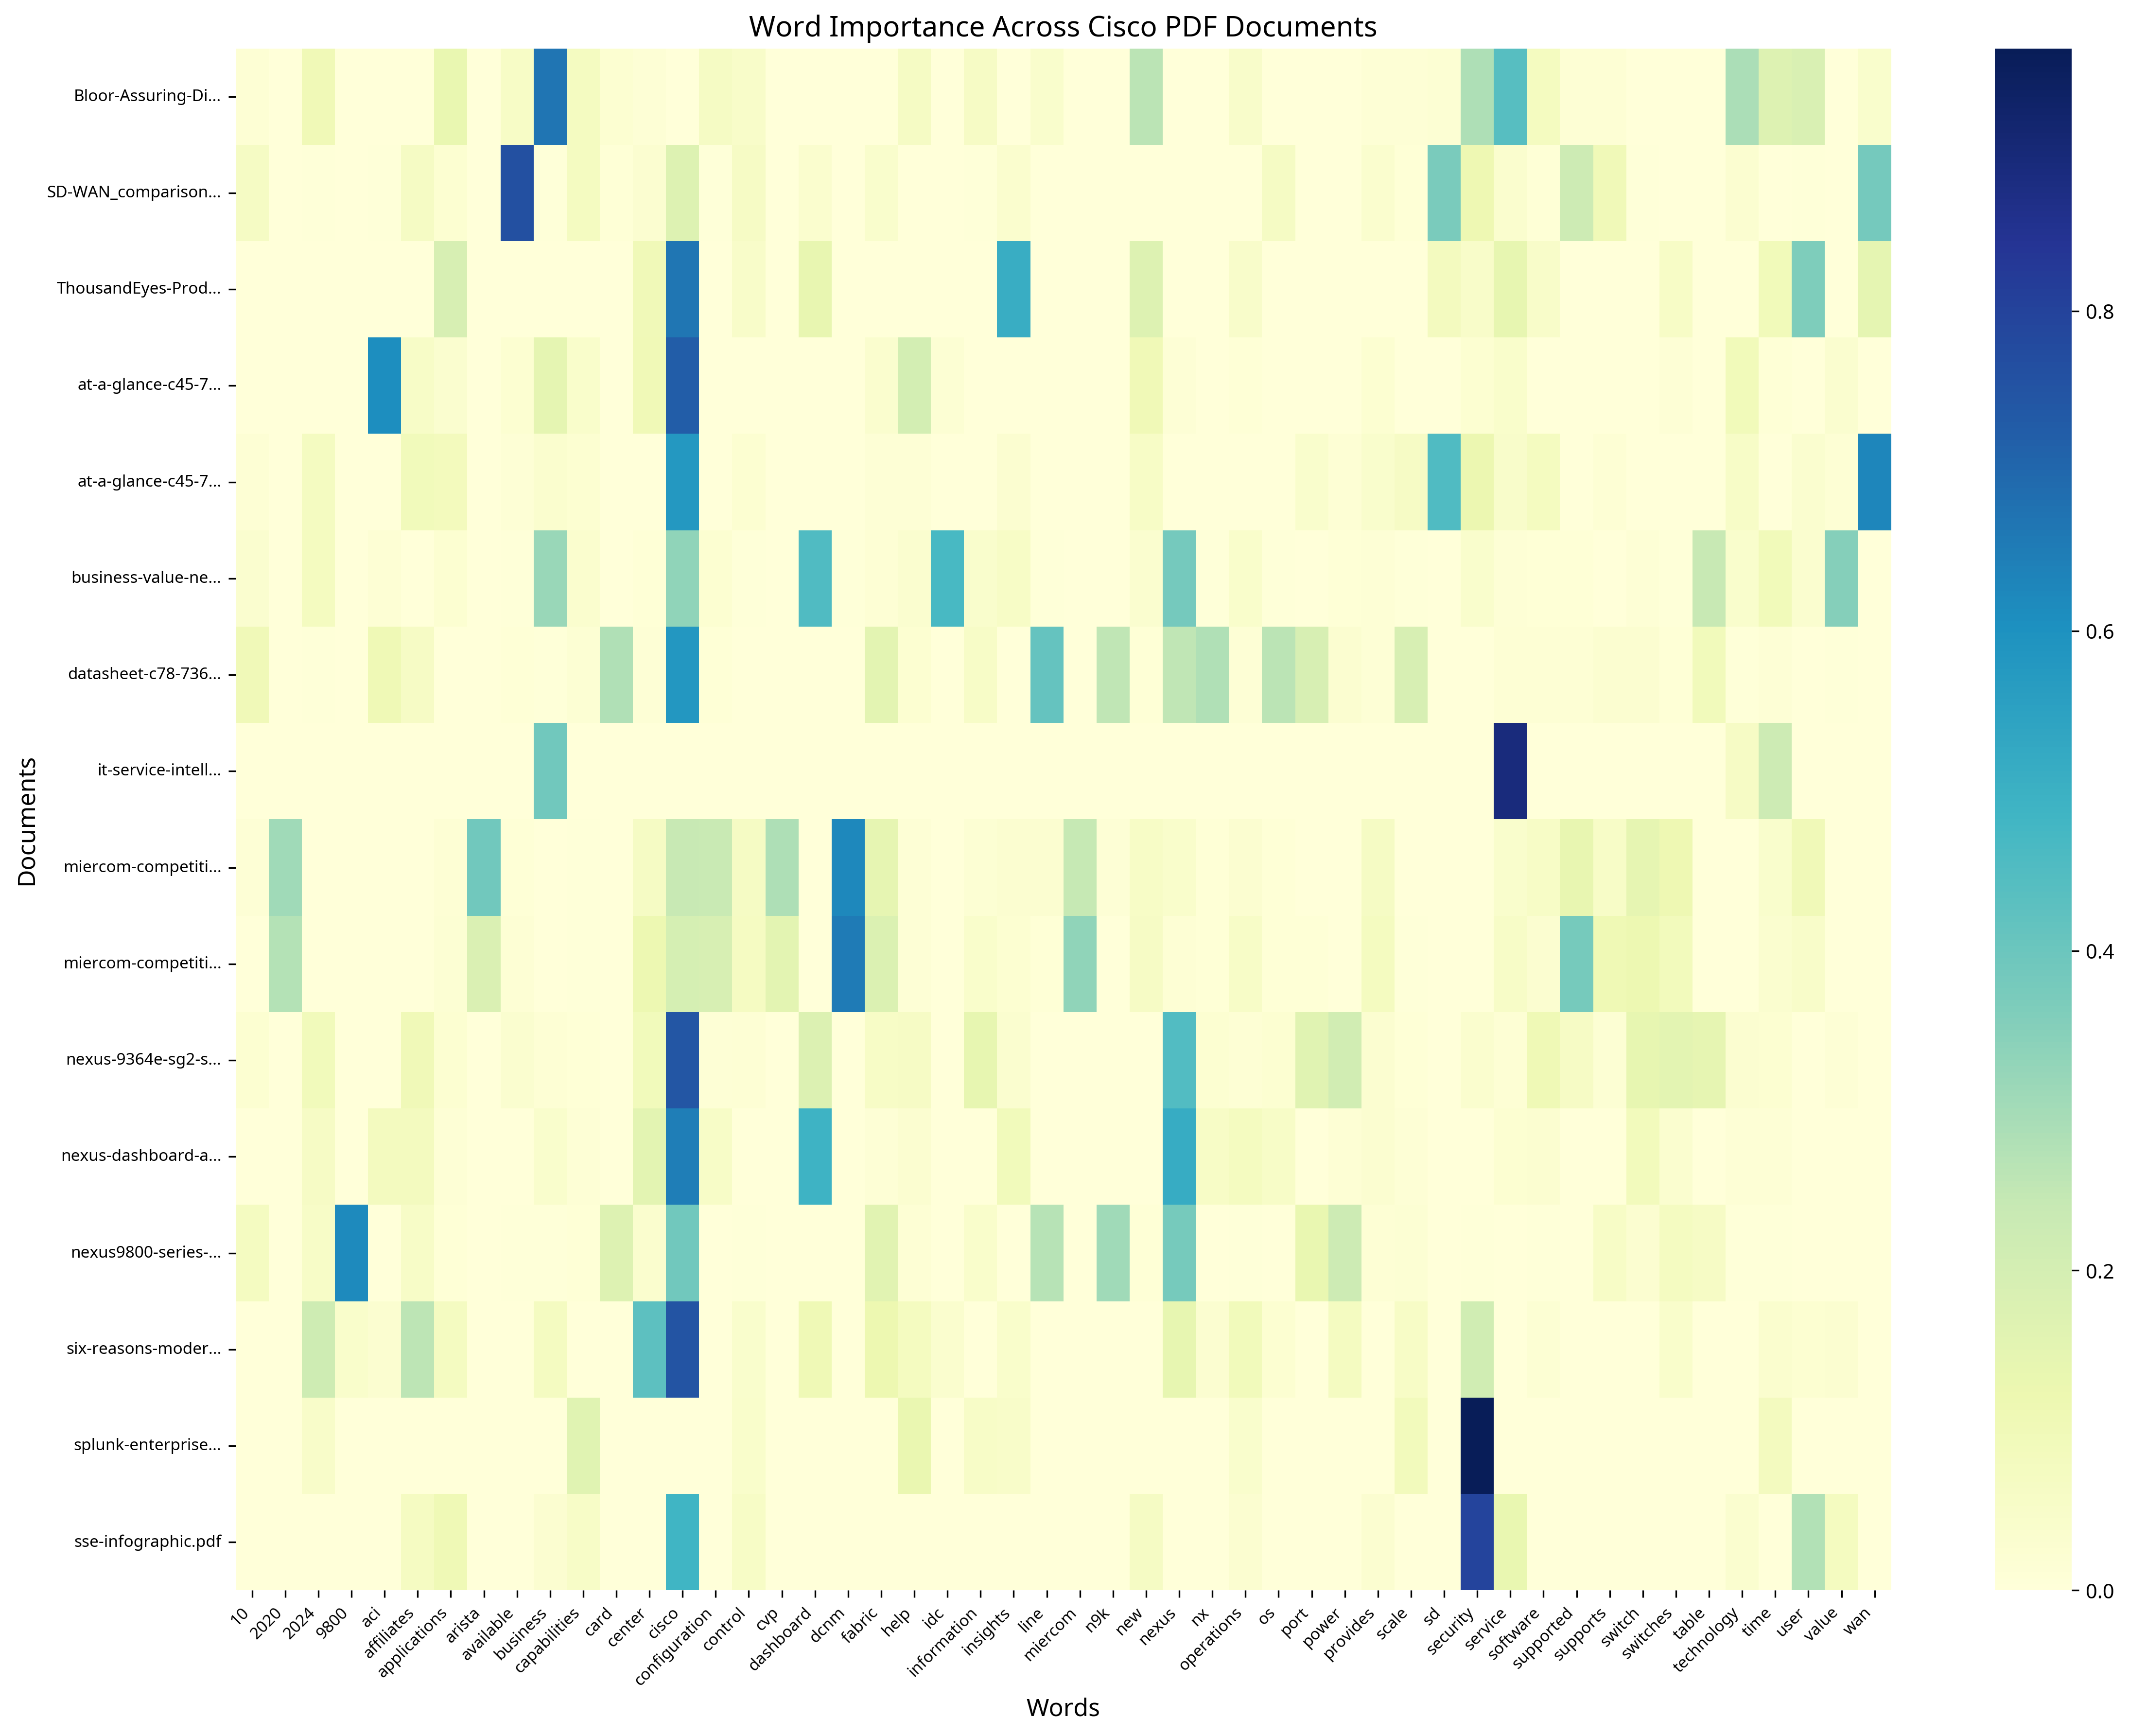 Word Importance Across Cisco PDF Documents
Documents
Bloor-Assuring-Di...
SD-WAN_comparison...
ThousandEyes-Prod...
at-a-glance-c45-7...
at-a-glance-c45-7...
business-value-ne...
datasheet-c78-736...
it-service-intell...
miercom-competiti...
miercom-competiti...
nexus-9364e-sg2-s...
nexus-dashboard-a...
nexus9800-series-...
six-reasons-moder...
splunk-enterprise...
sse-infographic.pdf
10
2020
2024
9800
aci
affiliates
applications
arista
available
business
capabilities
card
center
cisco
configuration
control
cvp
dashboard
dcnm
fabric
help
idc
information
insights
line
miercom
n9k
new
nexus
nx
operations
os
port
power
provides
scale
sd
security
service
software
supported
supports
switch
switches
table
technology
time
user
value
wan
Words
0.8
0.6
0.4
0.2
0.0